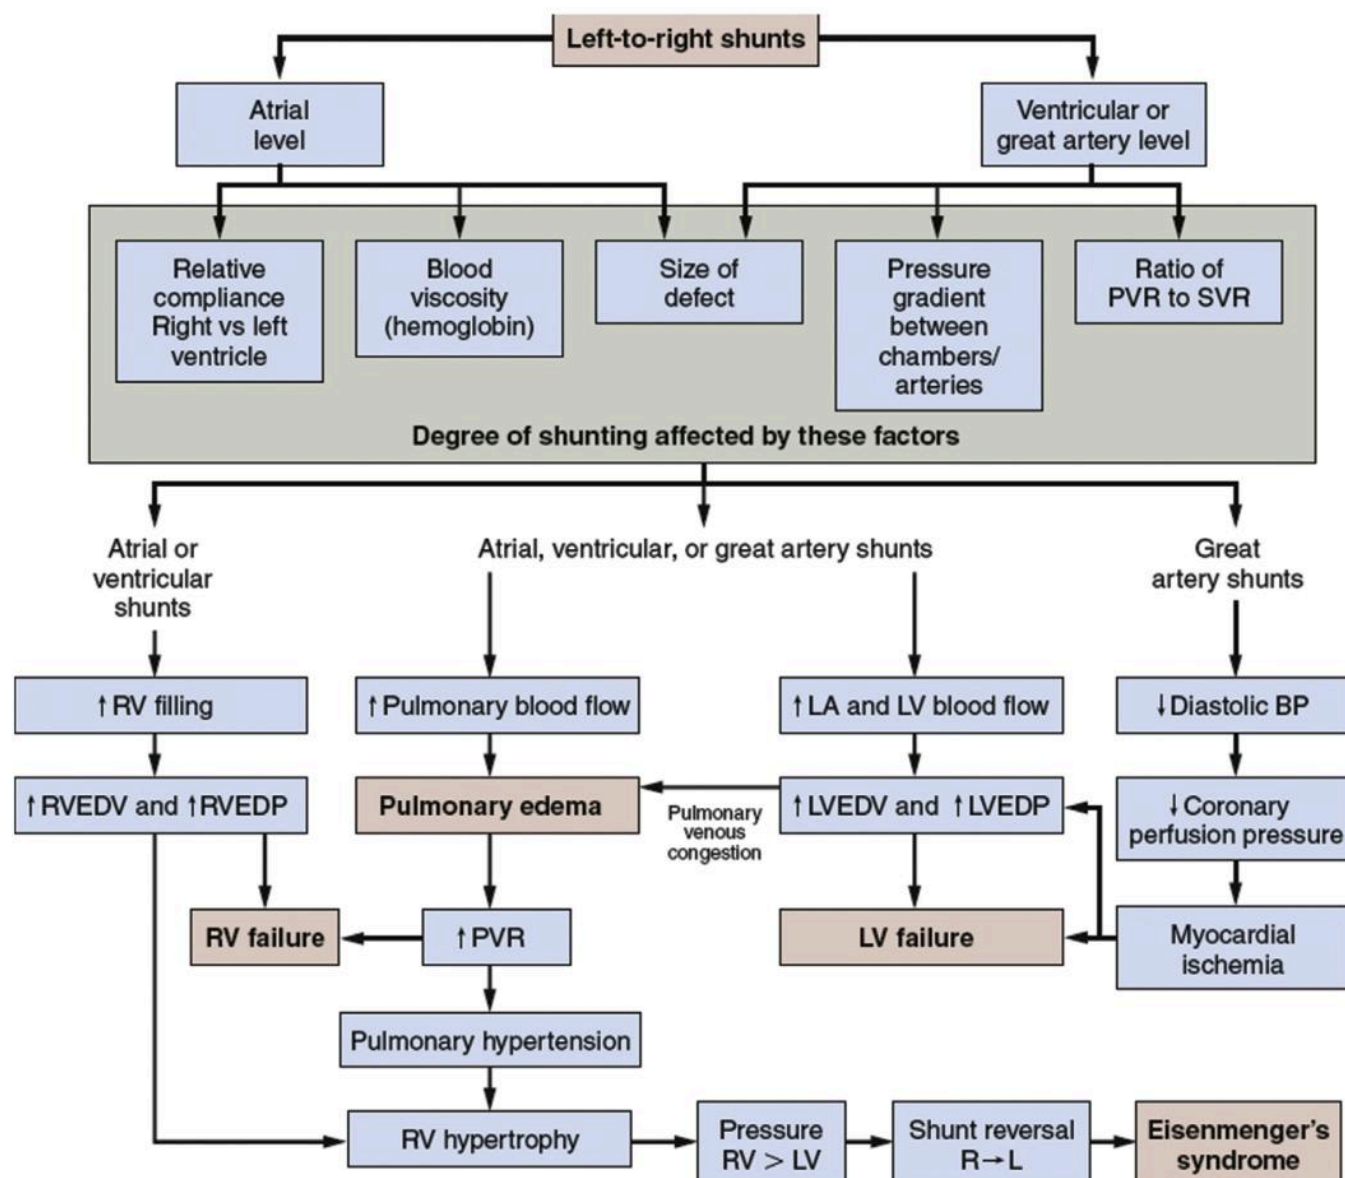 Left-to-right shunts
Atrial
level
Ventricular or
great artery level
Relative
compliance
Right vs left
ventricle
Blood
viscosity
(hemoglobin)
Size of
defect
Pressure
gradient
between
chambers/
arteries
Ratio of
PVR to SVR
Degree of shunting affected by these factors
Atrial or
ventricular
shunts
Atrial, ventricular, or great artery shunts
Great
artery shunts
↑RV filling
↑Pulmonary blood flow
↑LA and LV blood flow
↓Diastolic BP
↑RVEDV and ↑RVEDP
Pulmonary edema
Pulmonary
venous
congestion
↑LVEDV and ↑LVEDP
↓Coronary
perfusion pressure
RV failure
↑PVR
LV failure
Myocardial
ischemia
Pulmonary hypertension
RV hypertrophy
Pressure
RV > LV
Shunt reversal
R→L
Eisenmenger's
syndrome